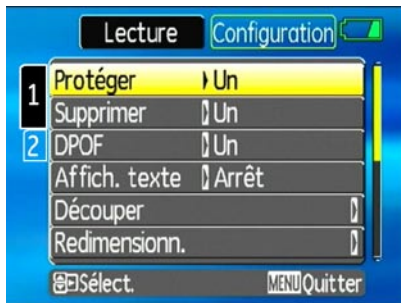 Lecture Configuration
1
2
Protéger Un
Supprimer Un
DPOF Un
Affich. texte Arrêt
Découper
Redimensionn.
Sélect. MENU Quitter